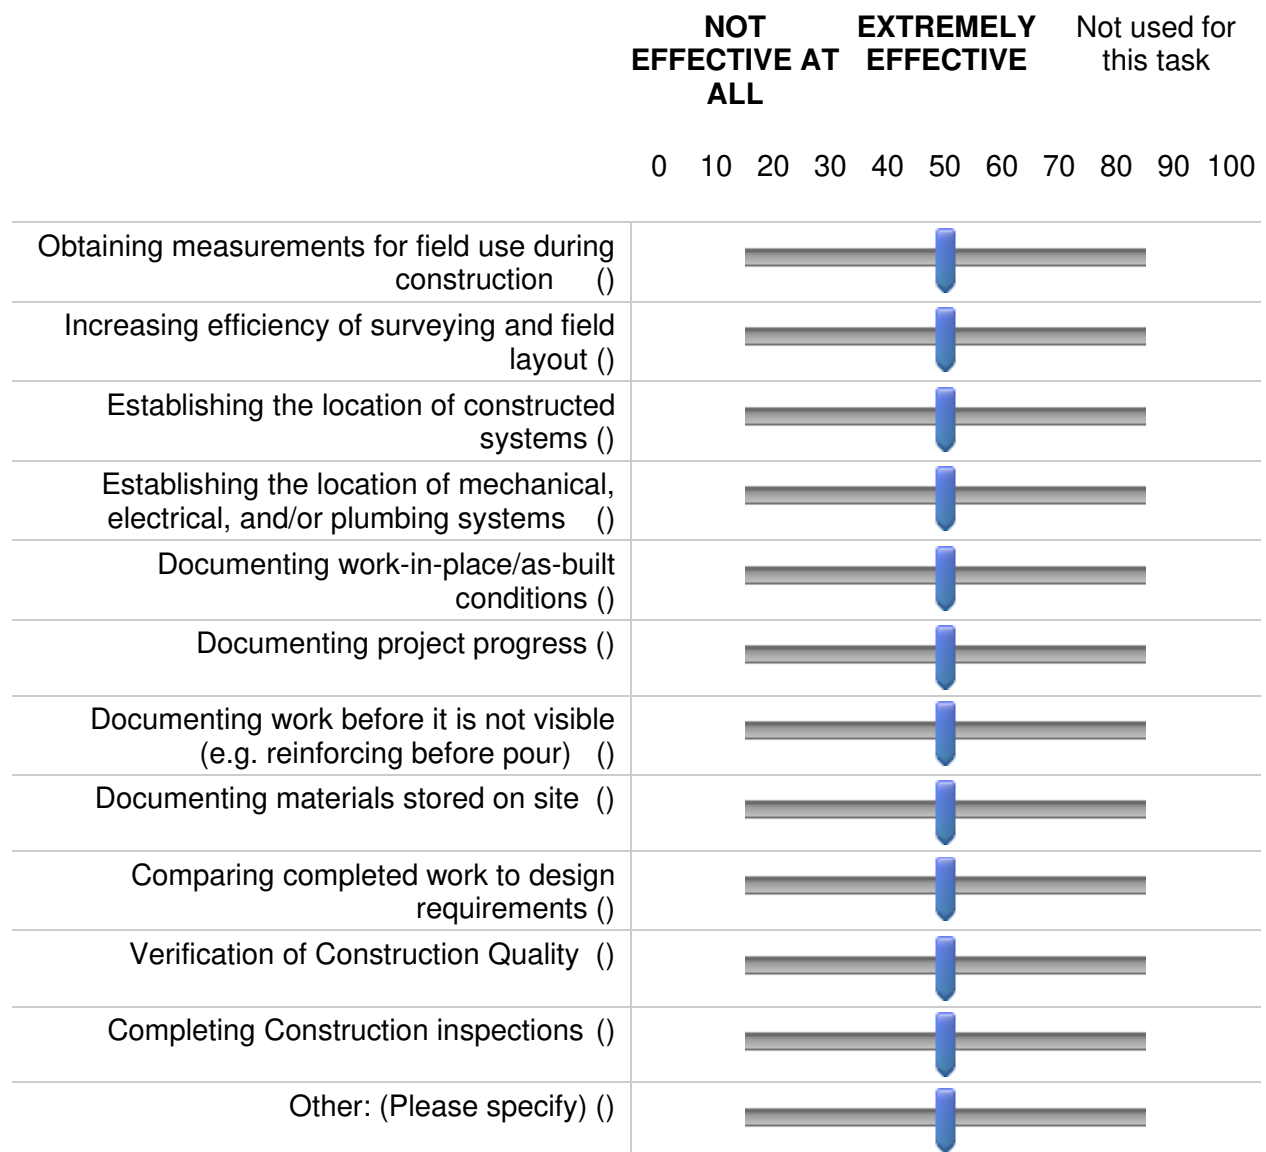 NOT EXTREMELY Not used for
EFFECTIVE AT EFFECTIVE this task
ALL
0 10 20 30 40 50 60 70 80 90 100
Obtaining measurements for field use during
construction ()
Increasing efficiency of surveying and field
layout ()
Establishing the location of constructed
systems ()
Establishing the location of mechanical,
electrical, and/or plumbing systems ()
Documenting work-in-place/as-built
conditions ()
Documenting project progress ()
Documenting work before it is not visible
(e.g. reinforcing before pour) ()
Documenting materials stored on site ()
Comparing completed work to design
requirements ()
Verification of Construction Quality ()
Completing Construction inspections ()
Other: (Please specify) ()